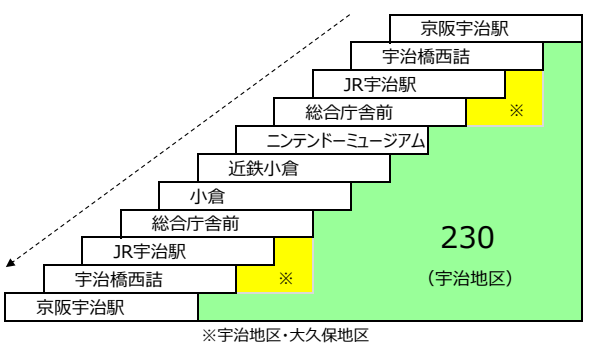 京阪宇治駅
宇治橋西詰
JR宇治駅
総合庁舎前
※
ニンテンドーミュージアム
近鉄小倉
小倉
総合庁舎前
230
JR宇治駅
宇治橋西詰
※
（宇治地区）
京阪宇治駅
※宇治地区・大久保地区